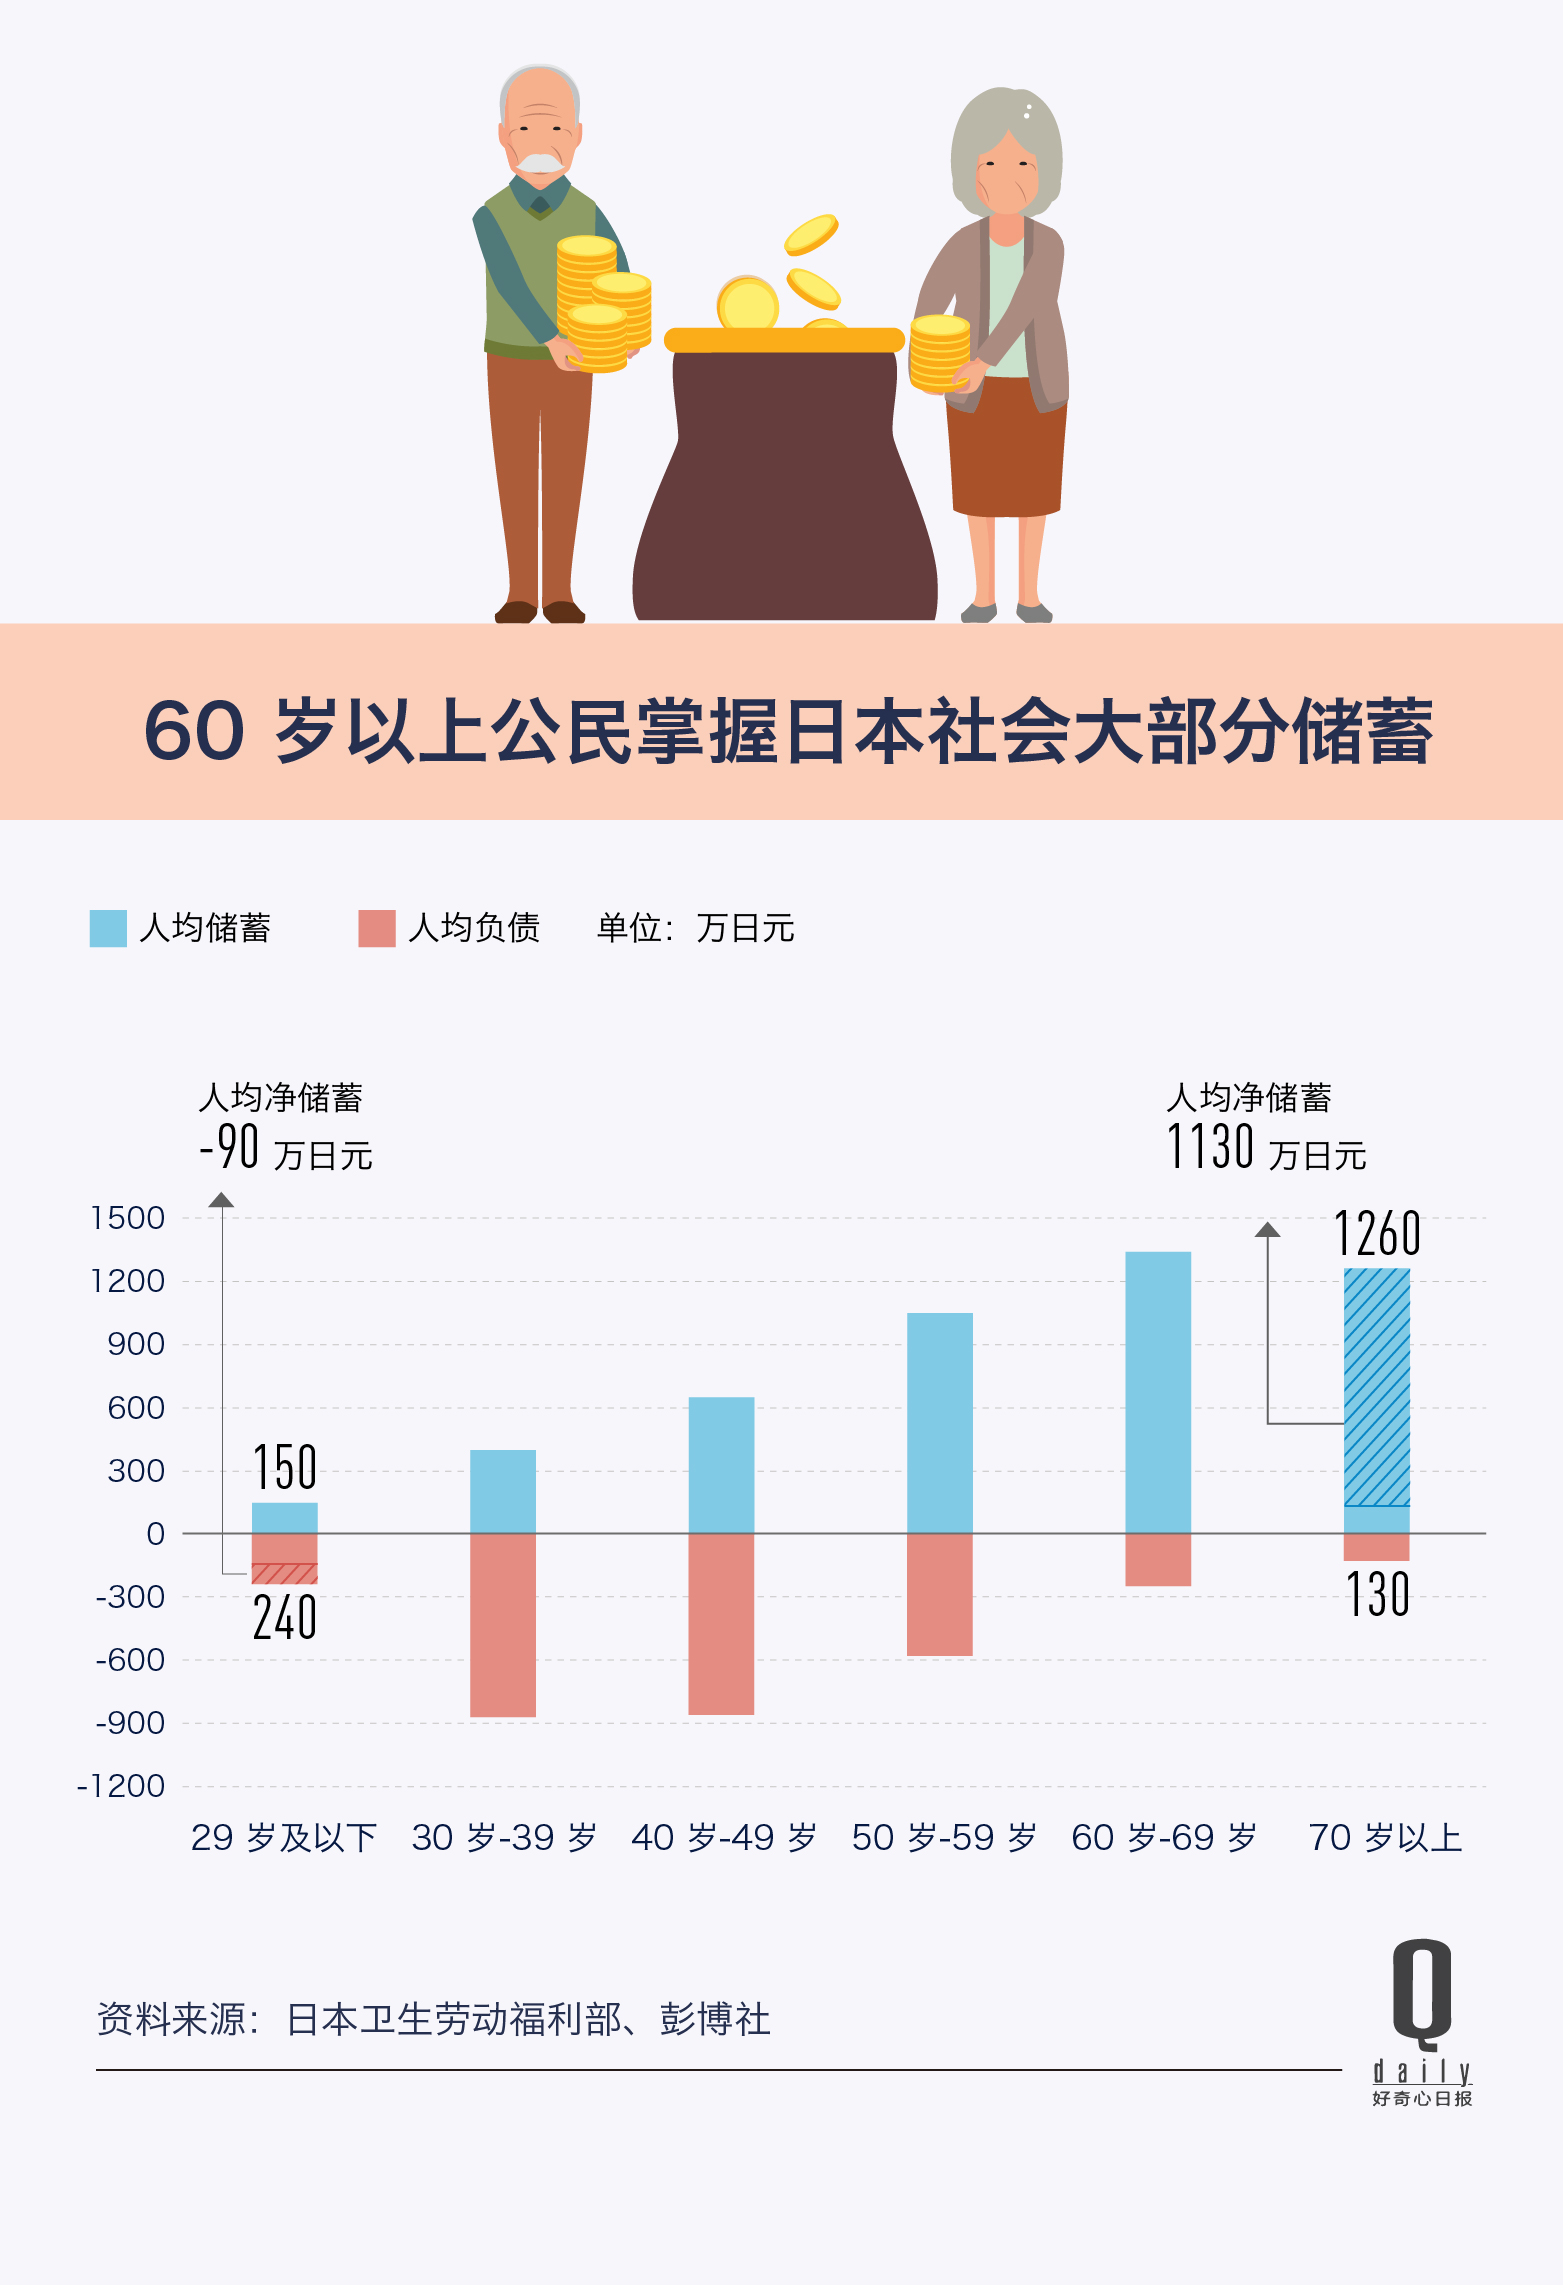 60 岁以上公民掌握日本社会大部分储蓄
人均储蓄 人均负债 单位：万日元
人均净储蓄
-90 万日元
人均净储蓄
1130 万日元
1500
1200
900
600
300
0
-300
-600
-900
-1200
150
240
1260
130
29 岁及以下 30 岁-39 岁 40 岁-49 岁 50 岁-59 岁 60 岁-69 岁 70 岁以上
资料来源：日本卫生劳动福利部、彭博社
Q
daily
好奇心日报